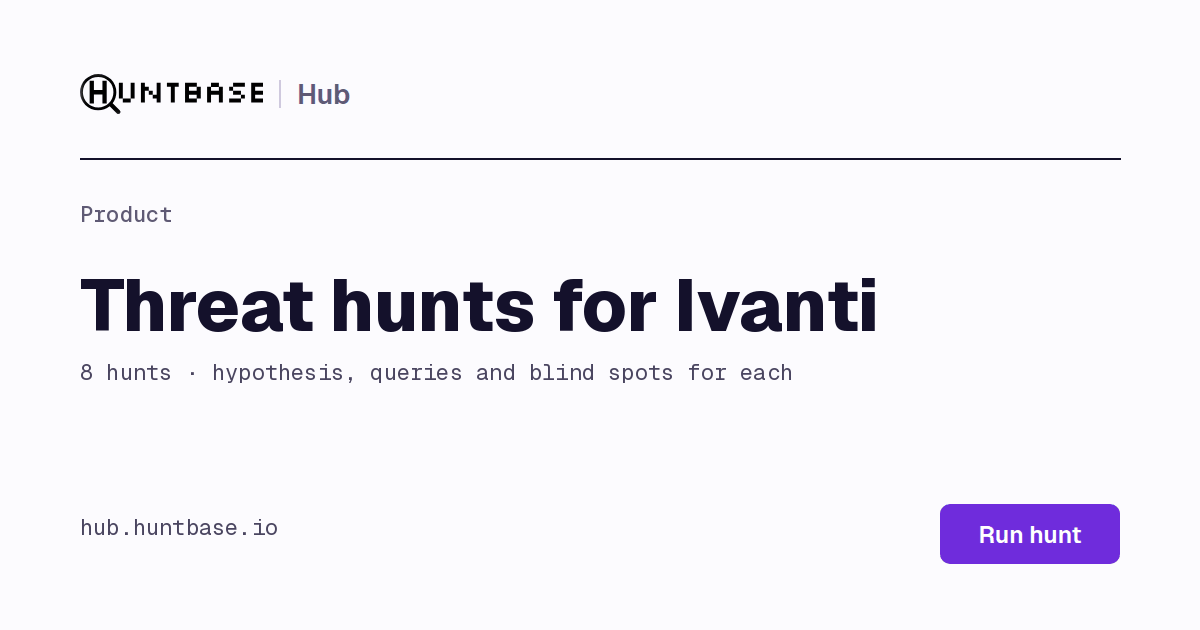 HUNTBASE Hub
Product
Threat hunts for Ivanti
8 hunts · hypothesis, queries and blind spots for each
hub.huntbase.io
Run hunt